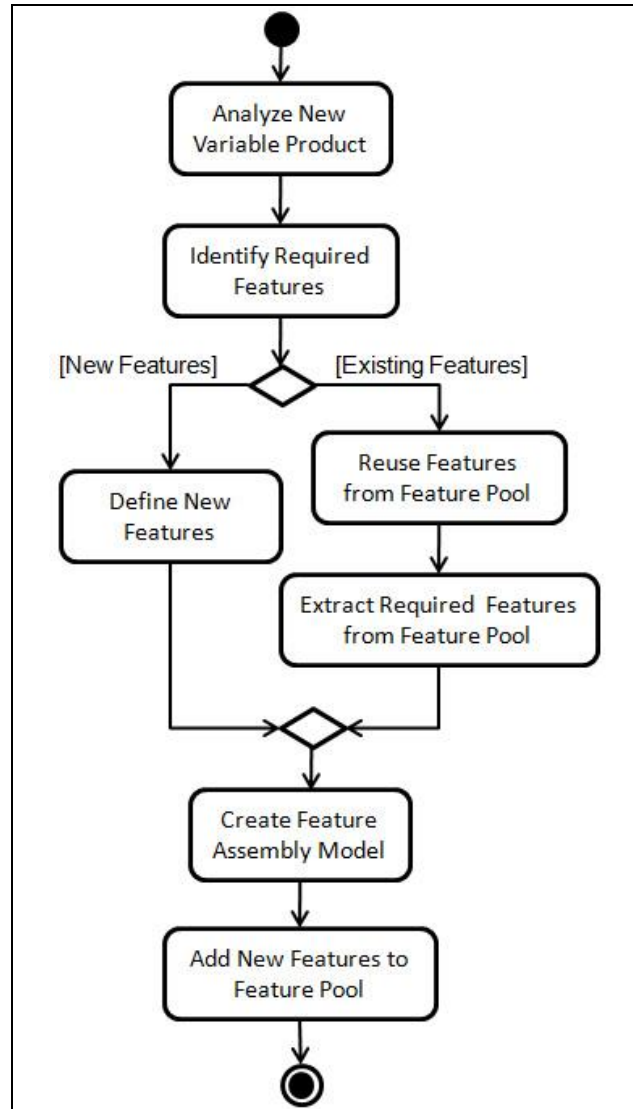 Analyze New
Variable Product
Identify Required
Features
[New Features]
[Existing Features]
Define New
Features
Reuse Features
from Feature Pool
Extract Required Features
from Feature Pool
Create Feature
Assembly Model
Add New Features to
Feature Pool